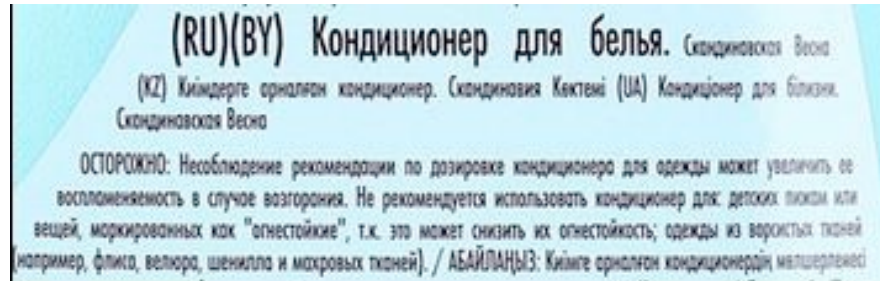 (RU)(BY) Кондиционер для белья. Скандинавская Весна
(KZ) Киімдерге арналған кондиционер. Скандинавия Көктемі (UA) Кондиціонер для білизни.
Скандинавская Весна
ОСТОРОЖНО: Несоблюдение рекомендации по дозировке кондиционера для одежды может увеличить ее
воспламеняемость в случае возгорания. Не рекомендуется использовать кондиционер для: детских пижам или
вещей, маркированных как "огнестойкие", т.к. это может снизить их огнестойкость; одежды из ворсистых тканей
(например, флиса, велюра, шенилла и махровых тканей). / АБАЙЛАҢЫЗ: Киімге арналған кондиционердің мөлшерлемесі